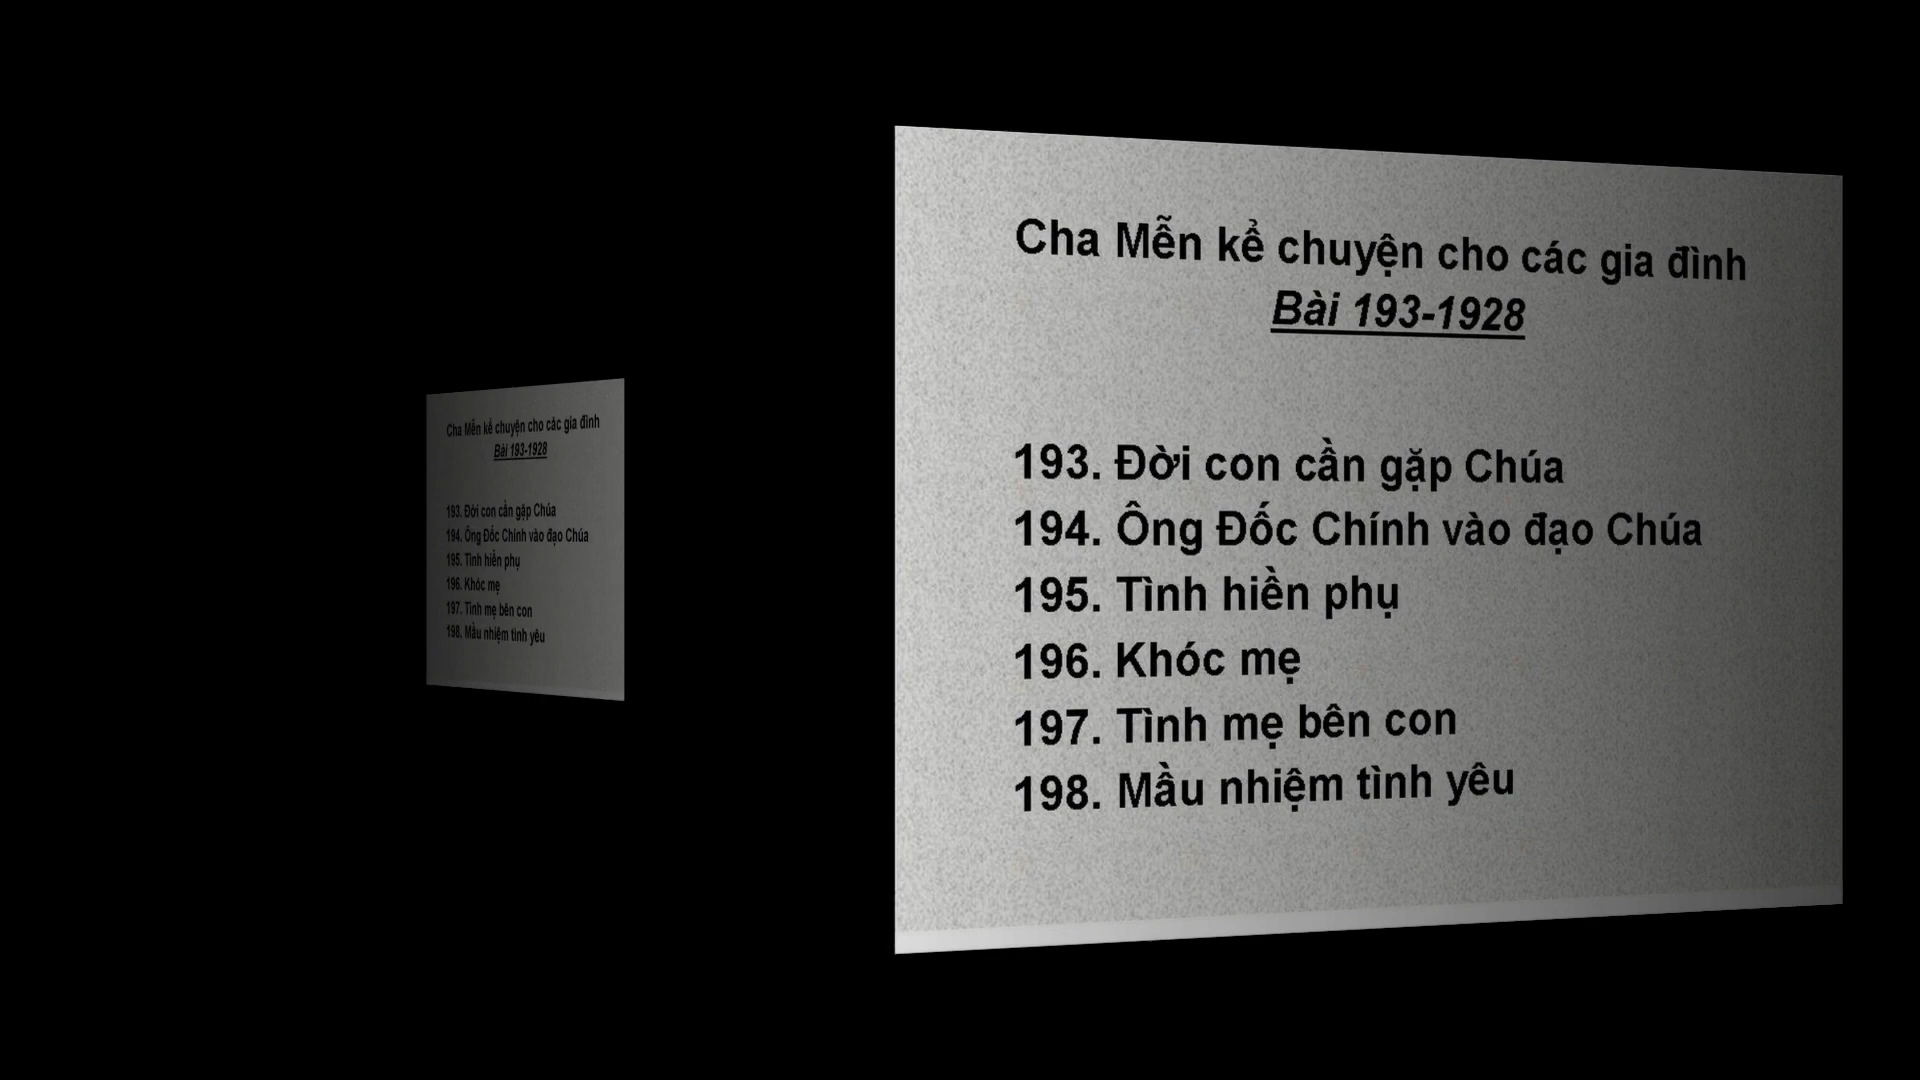 Cha Mễn kể chuyện cho các gia đình
Bài 193-1928
193. Đời con cần gặp Chúa
194. Ông Đốc Chính vào đạo Chúa
195. Tình hiền phụ
196. Khóc mẹ
197. Tình mẹ bên con
198. Mầu nhiệm tình yêu
Cha Mễn kể chuyện cho các gia đình
Bài 193-1928
193. Đời con cần gặp Chúa
194. Ông Đốc Chính vào đạo Chúa
195. Tình hiền phụ
196. Khóc mẹ
197. Tình mẹ bên con
198. Mầu nhiệm tình yêu